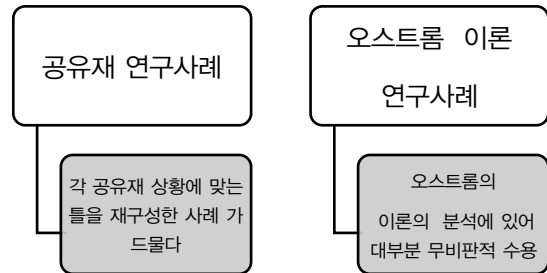 공유재 연구사례
각 공유재 상황에 맞는
틀을 재구성한 사례 가
드물다
오스트롬 이론
연구사례
오스트롬의
이론의 분석에 있어
대부분 무비판적 수용